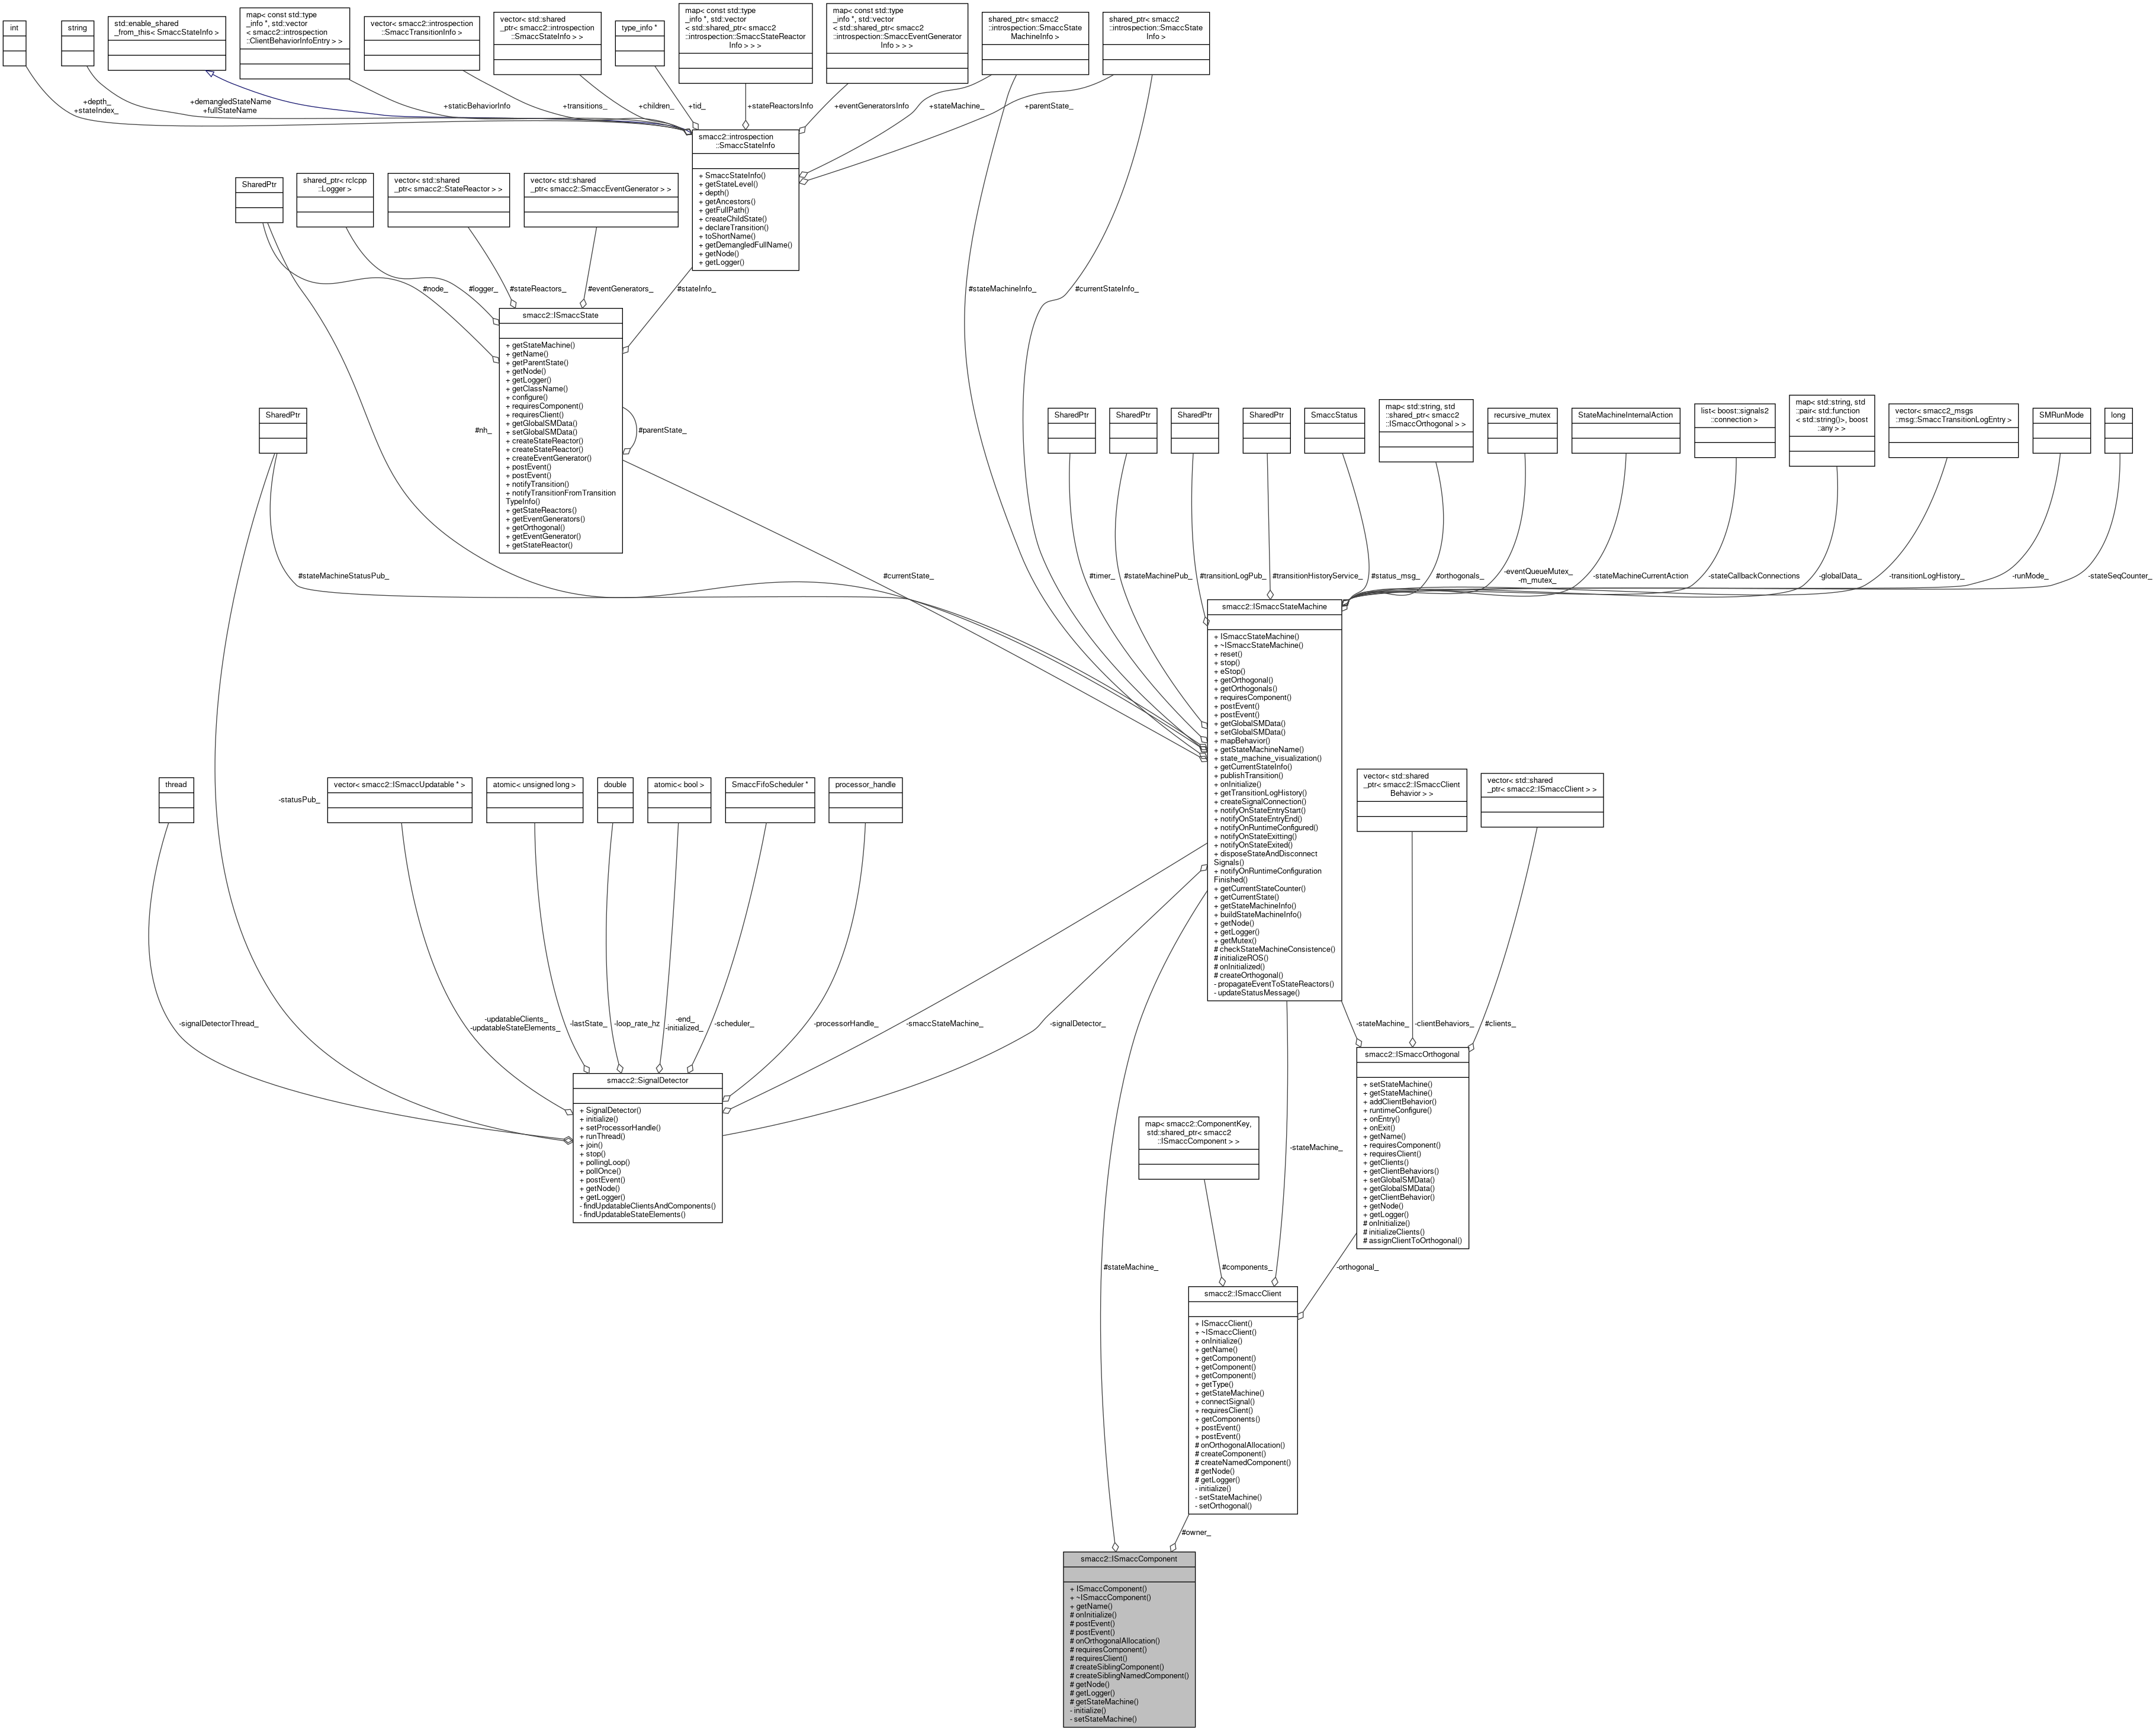 int
string
std::enable_shared
_from_this< SmaccStateInfo >
map< const std::type
_info *, std::vector
< smacc2::introspection
::ClientBehaviorInfoEntry > >
vector< smacc2::introspection
::SmaccTransitionInfo >
vector< std::shared
_ptr< smacc2::introspection
::SmaccStateInfo > >
type_info *
map< const std::type
_info *, std::vector
< std::shared_ptr< smacc2
::introspection::SmaccStateReactor
Info > > >
map< const std::type
_info *, std::vector
< std::shared_ptr< smacc2
::introspection::SmaccEventGenerator
Info > > >
shared_ptr< smacc2
::introspection::SmaccState
MachineInfo >
shared_ptr< smacc2
::introspection::SmaccState
Info >
+depth_
+stateIndex_
+demangledStateName
+fullStateName
+staticBehaviorInfo
+transitions_
+children_
+tid_
+stateReactorsInfo
+eventGeneratorsInfo
+stateMachine_
+parentState_
smacc2::introspection
::SmaccStateInfo
+ SmaccStateInfo()
+ getStateLevel()
+ depth()
+ getAncestors()
+ getFullPath()
+ createChildState()
+ declareTransition()
+ toShortName()
+ getDemangledFullName()
+ getNode()
+ getLogger()
SharedPtr
shared_ptr< rclcpp
::Logger >
vector< std::shared
_ptr< smacc2::StateReactor > >
vector< std::shared
_ptr< smacc2::SmaccEventGenerator > >
#node_
#logger_
#stateReactors_
#eventGenerators_
#stateInfo_
#stateMachineInfo_
#currentStateInfo_
smacc2::ISmaccState
+ getStateMachine()
+ getName()
+ getParentState()
+ getNode()
+ getLogger()
+ getClassName()
+ configure()
+ requiresComponent()
+ requiresClient()
+ getGlobalSMData()
+ setGlobalSMData()
+ createStateReactor()
+ createStateReactor()
+ createEventGenerator()
+ postEvent()
+ postEvent()
+ notifyTransition()
+ notifyTransitionFromTransition
TypeInfo()
+ getStateReactors()
+ getEventGenerators()
+ getOrthogonal()
+ getEventGenerator()
+ getStateReactor()
#parentState_
#nh_
SharedPtr
SharedPtr
SharedPtr
SharedPtr
SharedPtr
SmaccStatus
map< std::string, std
::shared_ptr< smacc2
::ISmaccOrthogonal > >
recursive_mutex
StateMachineInternalAction
list< boost::signals2
::connection >
map< std::string, std
::pair< std::function
< std::string()>, boost
::any > >
vector< smacc2_msgs
::msg::SmaccTransitionLogEntry >
SMRunMode
long
#stateMachineStatusPub_
#currentState_
#timer_
#stateMachinePub_
#transitionLogPub_
#transitionHistoryService_
#status_msg_
#orthogonals_
-eventQueueMutex_
-m_mutex_
-stateMachineCurrentAction
-stateCallbackConnections
-globalData_
-transitionLogHistory_
-runMode_
-stateSeqCounter_
smacc2::ISmaccStateMachine
+ ISmaccStateMachine()
+ ~ISmaccStateMachine()
+ reset()
+ stop()
+ eStop()
+ getOrthogonal()
+ getOrthogonals()
+ requiresComponent()
+ postEvent()
+ postEvent()
+ getGlobalSMData()
+ setGlobalSMData()
+ mapBehavior()
+ getStateMachineName()
+ state_machine_visualization()
+ getCurrentStateInfo()
+ publishTransition()
+ onInitialize()
+ getTransitionLogHistory()
+ createSignalConnection()
+ notifyOnStateEntryStart()
+ notifyOnStateEntryEnd()
+ notifyOnRuntimeConfigured()
+ notifyOnStateExitting()
+ notifyOnStateExited()
+ disposeStateAndDisconnect
Signals()
+ notifyOnRuntimeConfiguration
Finished()
+ getCurrentStateCounter()
+ getCurrentState()
+ getStateMachineInfo()
+ buildStateMachineInfo()
+ getNode()
+ getLogger()
+ getMutex()
# checkStateMachineConsistence()
# initializeROS()
# onInitialized()
# createOrthogonal()
- propagateEventToStateReactors()
- updateStatusMessage()
thread
-statusPub_
vector< smacc2::ISmaccUpdatable * >
atomic< unsigned long >
double
atomic< bool >
SmaccFifoScheduler *
processor_handle
vector< std::shared
_ptr< smacc2::ISmaccClient
Behavior > >
vector< std::shared
_ptr< smacc2::ISmaccClient > >
-signalDetectorThread_
-updatableClients_
-updatableStateElements_
-lastState_
-loop_rate_hz
-end_
-initialized_
-scheduler_
-processorHandle_
-smaccStateMachine_
-signalDetector_
-stateMachine_
-clientBehaviors_
#clients_
smacc2::SignalDetector
+ SignalDetector()
+ initialize()
+ setProcessorHandle()
+ runThread()
+ join()
+ stop()
+ pollingLoop()
+ pollOnce()
+ postEvent()
+ getNode()
+ getLogger()
- findUpdatableClientsAndComponents()
- findUpdatableStateElements()
smacc2::ISmaccOrthogonal
+ setStateMachine()
+ getStateMachine()
+ addClientBehavior()
+ runtimeConfigure()
+ onEntry()
+ onExit()
+ getName()
+ requiresComponent()
+ requiresClient()
+ getClients()
+ getClientBehaviors()
+ setGlobalSMData()
+ getGlobalSMData()
+ getClientBehavior()
+ getNode()
+ getLogger()
# onInitialize()
# initializeClients()
# assignClientToOrthogonal()
map< smacc2::ComponentKey,
std::shared_ptr< smacc2
::ISmaccComponent > >
-stateMachine_
#stateMachine_
#components_
-orthogonal_
smacc2::ISmaccClient
+ ISmaccClient()
+ ~ISmaccClient()
+ onInitialize()
+ getName()
+ getComponent()
+ getComponent()
+ getComponent()
+ getType()
+ getStateMachine()
+ connectSignal()
+ requiresClient()
+ getComponents()
+ postEvent()
+ postEvent()
# onOrthogonalAllocation()
# createComponent()
# createNamedComponent()
# getNode()
# getLogger()
- initialize()
- setStateMachine()
- setOrthogonal()
#owner_
smacc2::ISmaccComponent
+ ISmaccComponent()
+ ~ISmaccComponent()
+ getName()
# onInitialize()
# postEvent()
# postEvent()
# onOrthogonalAllocation()
# requiresComponent()
# requiresClient()
# createSiblingComponent()
# createSiblingNamedComponent()
# getNode()
# getLogger()
# getStateMachine()
- initialize()
- setStateMachine()